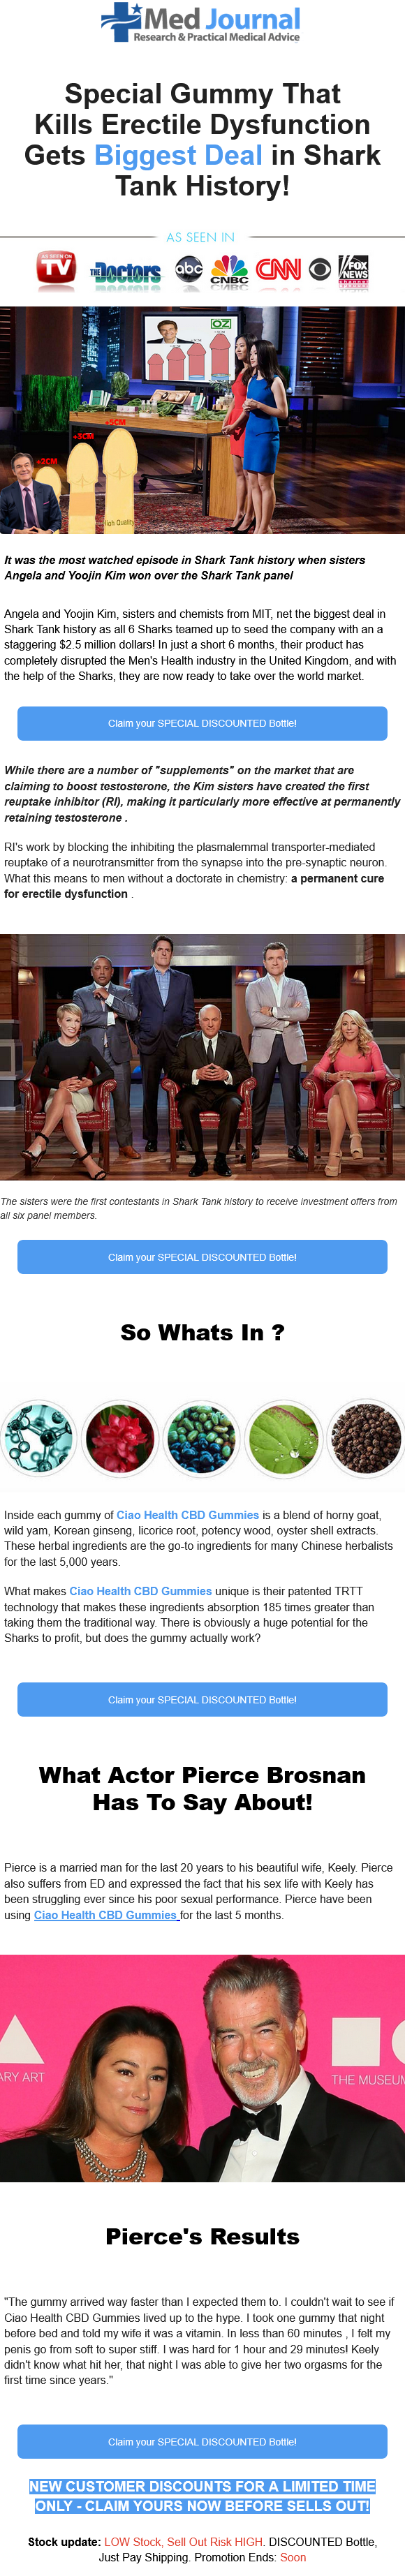 Med Journal
Research & Practical Medical Advice
Special Gummy That
Kills Erectile Dysfunction
Gets Biggest Deal in Shark
Tank History!
AS SEEN IN
AS SEEN ON
TV
THE Doctors
abc
CNBC
CNN
FOX
NEWS
channel
OZ
+4CM
+3CM
+2CM
High Quality
It was the most watched episode in Shark Tank history when sisters
Angela and Yoojin Kim won over the Shark Tank panel
Angela and Yoojin Kim, sisters and chemists from MIT, net the biggest deal in
Shark Tank history as all 6 Sharks teamed up to seed the company with an a
staggering $2.5 million dollars! In just a short 6 months, their product has
completely disrupted the Men's Health industry in the United Kingdom, and with
the help of the Sharks, they are now ready to take over the world market.
Claim your SPECIAL DISCOUNTED Bottle!
While there are a number of "supplements" on the market that are
claiming to boost testosterone, the Kim sisters have created the first
reuptake inhibitor (RI), making it particularly more effective at permanently
retaining testosterone .
RI's work by blocking the inhibiting the plasmalemmal transporter-mediated
reuptake of a neurotransmitter from the synapse into the pre-synaptic neuron.
What this means to men without a doctorate in chemistry: a permanent cure
for erectile dysfunction .
The sisters were the first contestants in Shark Tank history to receive investment offers from
all six panel members.
Claim your SPECIAL DISCOUNTED Bottle!
So Whats In ?
Inside each gummy of Ciao Health CBD Gummies is a blend of horny goat,
wild yam, Korean ginseng, licorice root, potency wood, oyster shell extracts.
These herbal ingredients are the go-to ingredients for many Chinese herbalists
for the last 5,000 years.
What makes Ciao Health CBD Gummies unique is their patented TRTT
technology that makes these ingredients absorption 185 times greater than
taking them the traditional way. There is obviously a huge potential for the
Sharks to profit, but does the gummy actually work?
Claim your SPECIAL DISCOUNTED Bottle!
What Actor Pierce Brosnan
Has To Say About!
Pierce is a married man for the last 20 years to his beautiful wife, Keely. Pierce
also suffers from ED and expressed the fact that his sex life with Keely has
been struggling ever since his poor sexual performance. Pierce have been
using Ciao Health CBD Gummies for the last 5 months.
ARY ART
THE MUSEUM
Pierce's Results
"The gummy arrived way faster than I expected them to. I couldn't wait to see if
Ciao Health CBD Gummies lived up to the hype. I took one gummy that night
before bed and told my wife it was a vitamin. In less than 60 minutes , I felt my
penis go from soft to super stiff. I was hard for 1 hour and 29 minutes! Keely
didn't know what hit her, that night I was able to give her two orgasms for the
first time since years."
Claim your SPECIAL DISCOUNTED Bottle!
NEW CUSTOMER DISCOUNTS FOR A LIMITED TIME
ONLY - CLAIM YOURS NOW BEFORE SELLS OUT!
Stock update: LOW Stock, Sell Out Risk HIGH. DISCOUNTED Bottle,
Just Pay Shipping. Promotion Ends: Soon